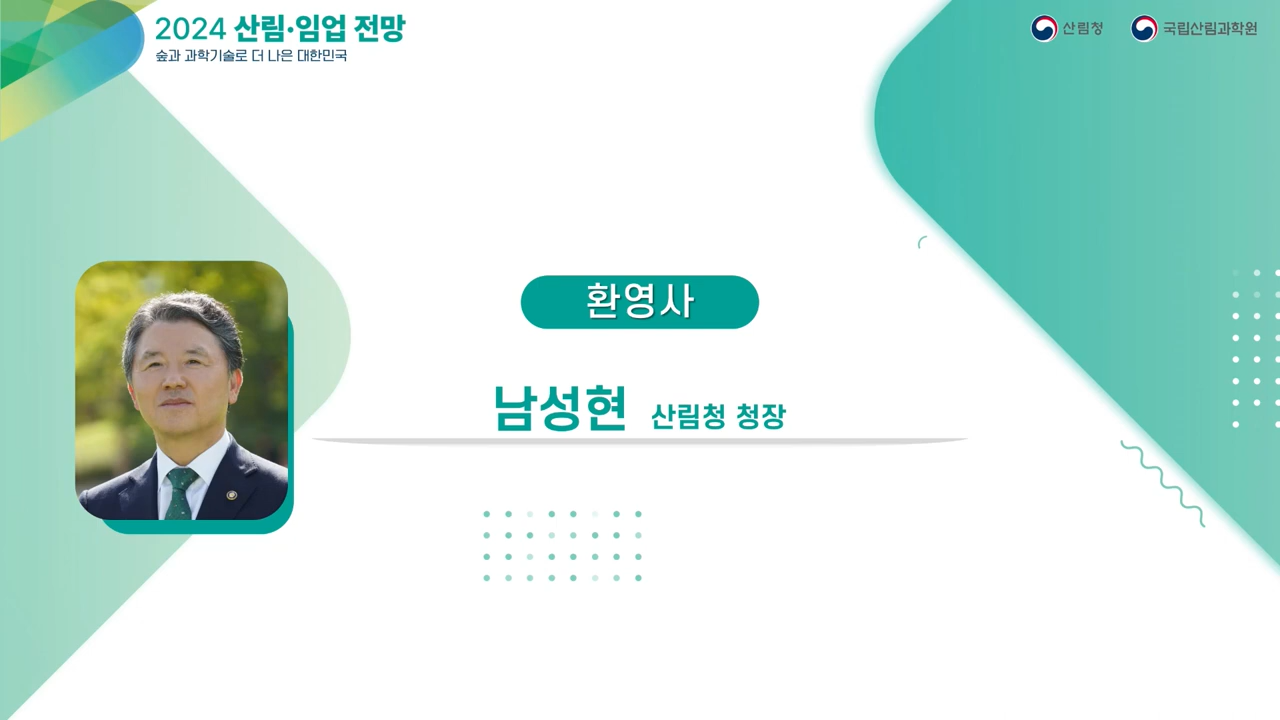 2024 산림·임업 전망
숲과 과학기술로 더 나은 대한민국
산림청
국립산림과학원
환영사
남성현 산림청 청장